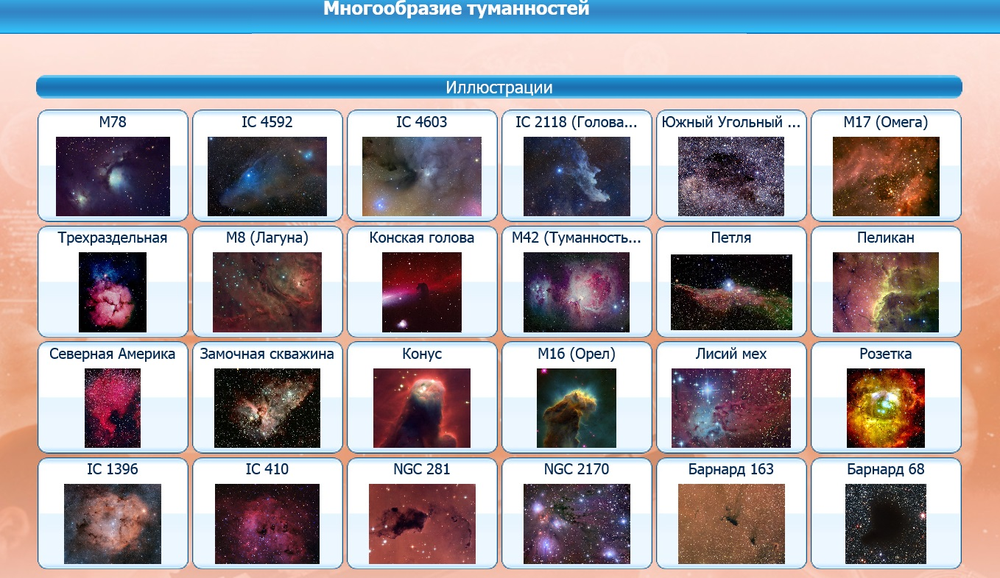 Многообразие туманностей
Иллюстрации
M78
IC 4592
IC 4603
IC 2118 (Голова...
Южный Угольный ...
M17 (Омега)
Трехраздельная
M8 (Лагуна)
Конская голова
M42 (Туманность...
Петля
Пеликан
Северная Америка
Замочная скважина
Конус
M16 (Орел)
Лисий мех
Розетка
IC 1396
IC 410
NGC 281
NGC 2170
Барнард 163
Барнард 68